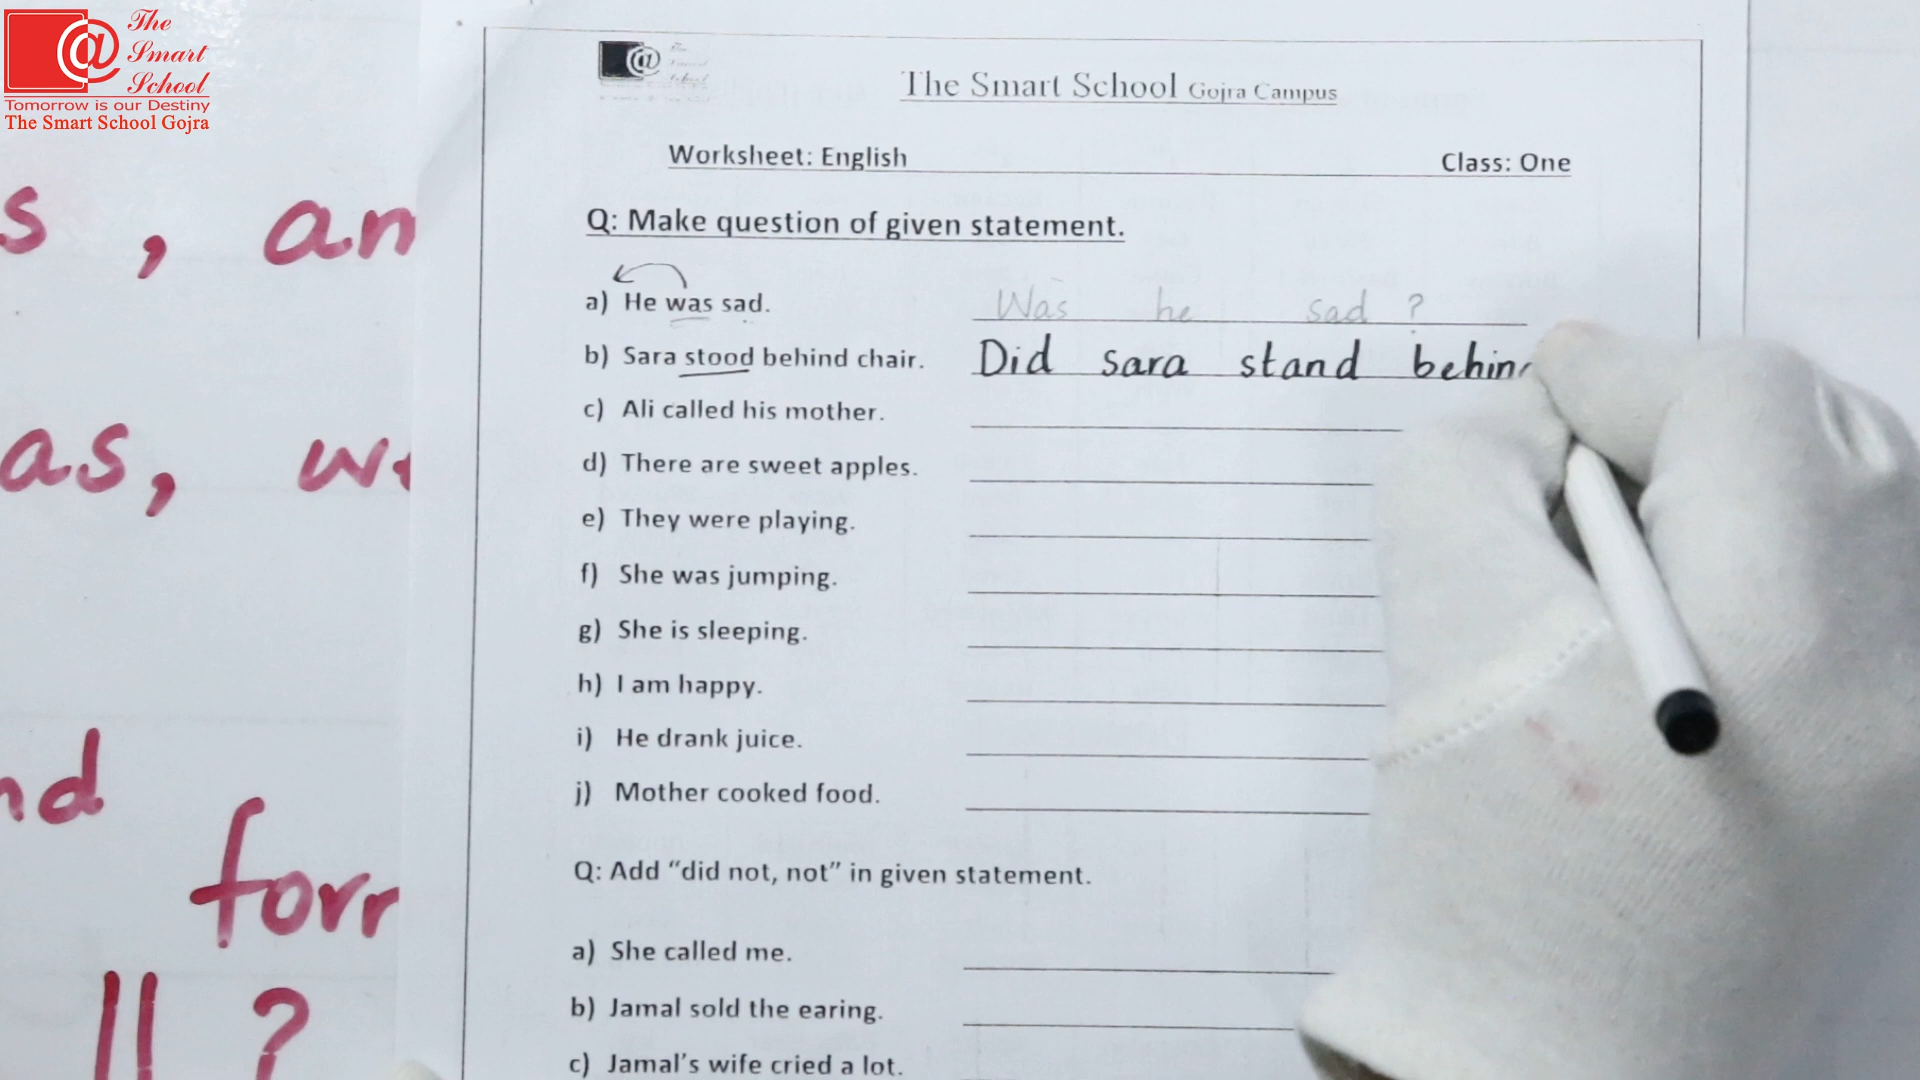 The
Smart
School
Tomorrow is our Destiny
The Smart School Gojra
The Smart School Gojra Campus
Worksheet: English Class: One
Q: Make question of given statement.
a) He was sad. Was he sad ?
b) Sara stood behind chair. Did sara stand behin
c) Ali called his mother.
d) There are sweet apples.
e) They were playing.
f) She was jumping.
g) She is sleeping.
h) I am happy.
i) He drank juice.
j) Mother cooked food.
Q: Add “did not, not” in given statement.
a) She called me.
b) Jamal sold the earing.
c) Jamal’s wife cried a lot.
s , an
as, we
nd
forr
ll ?